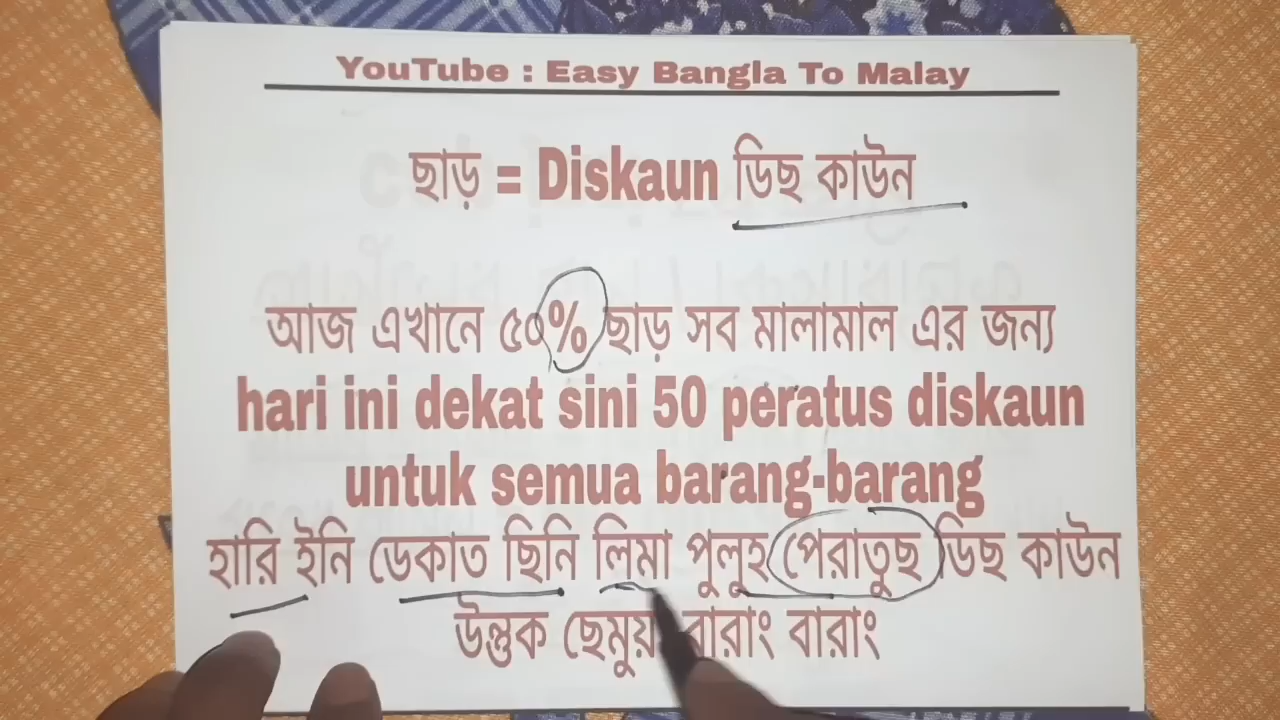 YouTube : Easy Bangla To Malay
ছাড় = Diskaun ডিছ কাউন
আজ এখানে ৫০% ছাড় সব মালামাল এর জন্য
hari ini dekat sini 50 peratus diskaun
untuk semua barang-barang
হারি ইনি ডেকাত ছিনি লিমা পুলুহ পেরাতুছ ডিছ কাউন
উন্তুক ছেমুয়া বারাং বারাং